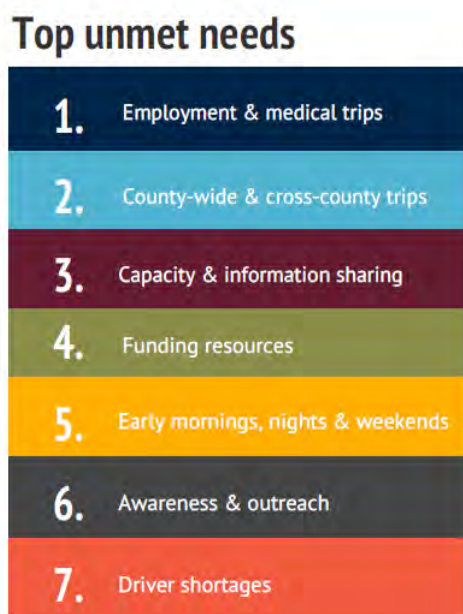 Top unmet needs
1. Employment & medical trips
2. County-wide & cross-county trips
3. Capacity & information sharing
4. Funding resources
5. Early mornings, nights & weekends
6. Awareness & outreach
7. Driver shortages